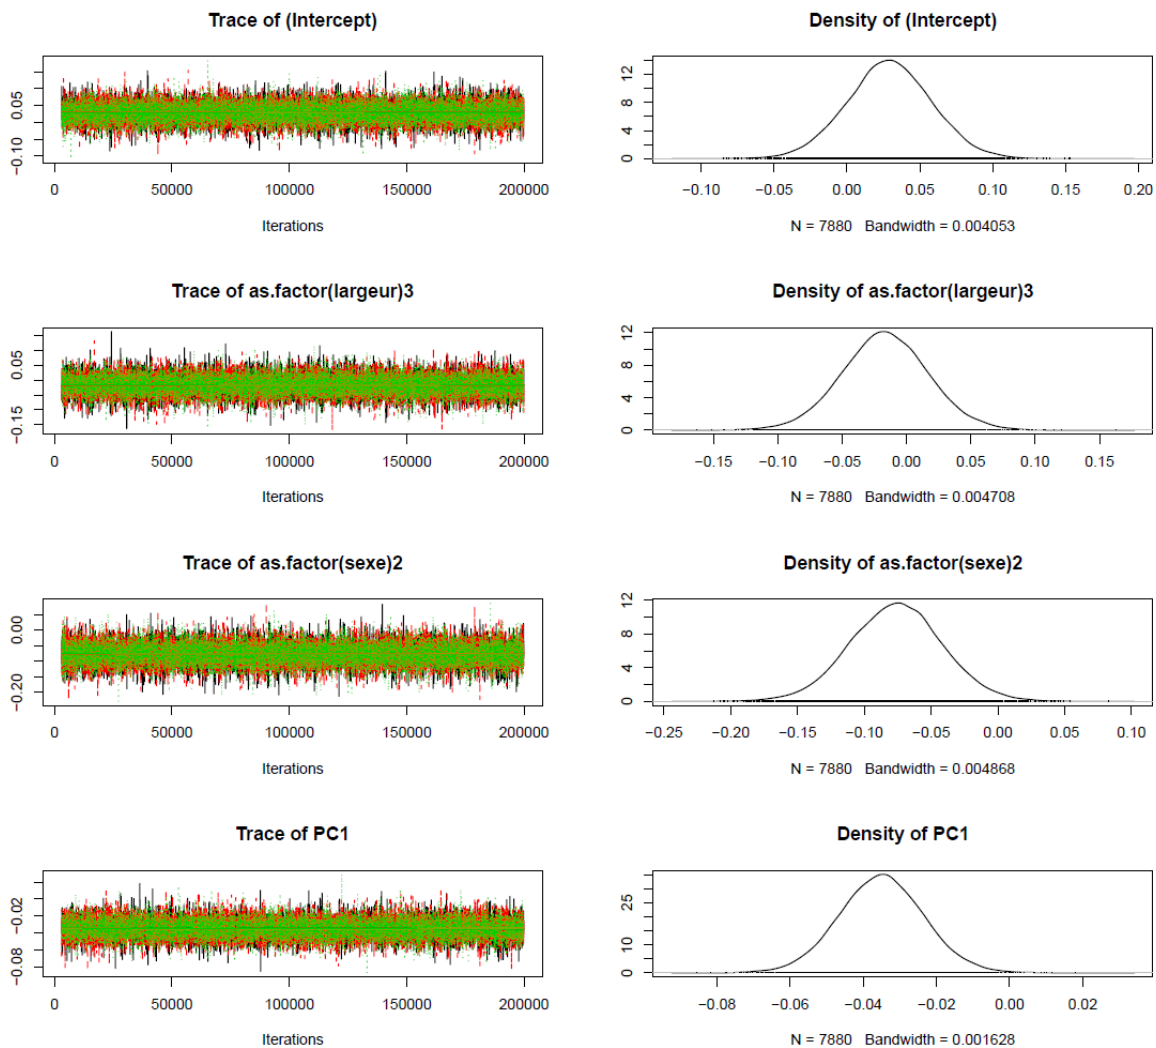 Trace of (Intercept)
0.05
−0.10
0 50000 100000 150000 200000
Iterations
Density of (Intercept)
12
8
4
0
−0.10 −0.05 0.00 0.05 0.10 0.15 0.20
N = 7880 Bandwidth = 0.004053
Trace of as.factor(largeur)3
0.05
−0.15
0 50000 100000 150000 200000
Iterations
Density of as.factor(largeur)3
12
8
4
0
−0.15 −0.10 −0.05 0.00 0.05 0.10 0.15
N = 7880 Bandwidth = 0.004708
Trace of as.factor(sexe)2
0.00
−0.20
0 50000 100000 150000 200000
Iterations
Density of as.factor(sexe)2
12
8
4
0
−0.25 −0.20 −0.15 −0.10 −0.05 0.00 0.05 0.10
N = 7880 Bandwidth = 0.004868
Trace of PC1
−0.02
−0.08
0 50000 100000 150000 200000
Iterations
Density of PC1
25
10
0
−0.08 −0.06 −0.04 −0.02 0.00 0.02
N = 7880 Bandwidth = 0.001628